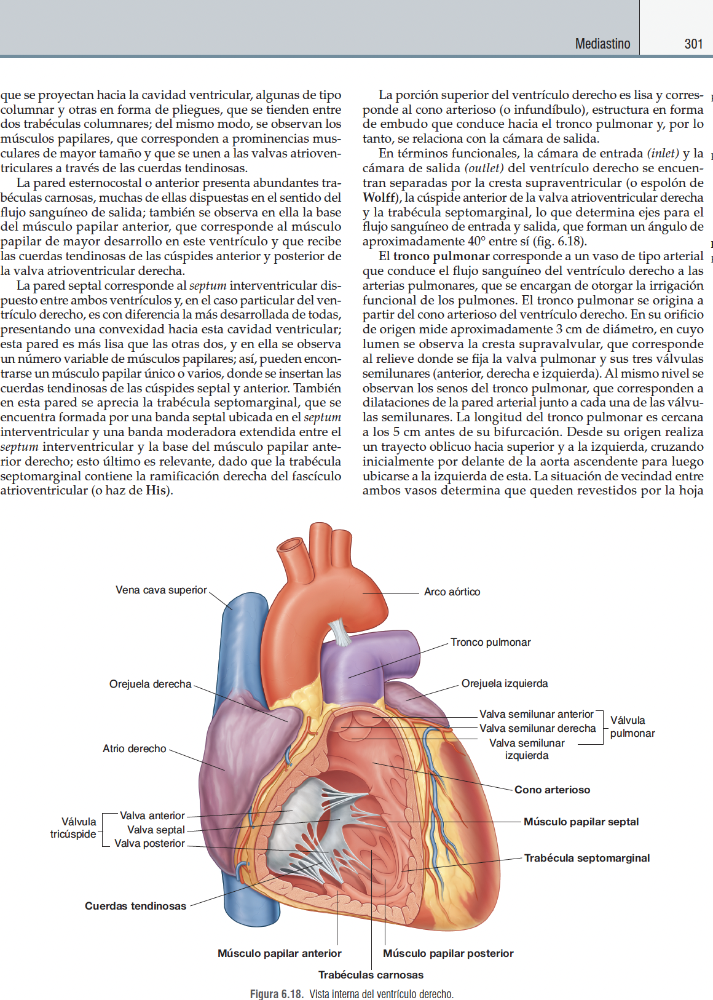 Mediastino 301
que se proyectan hacia la cavidad ventricular, algunas de tipo
columnar y otras en forma de pliegues, que se tienden entre
dos trabéculas columnares; del mismo modo, se observan los
músculos papilares, que corresponden a prominencias mus-
culares de mayor tamaño y que se unen a las valvas atrioven-
triculares a través de las cuerdas tendinosas.
La pared esternocostal o anterior presenta abundantes tra-
béculas carnosas, muchas de ellas dispuestas en el sentido del
flujo sanguíneo de salida; también se observa en ella la base
del músculo papilar anterior, que corresponde al músculo
papilar de mayor desarrollo en este ventrículo y que recibe
las cuerdas tendinosas de las cúspides anterior y posterior de
la valva atrioventricular derecha.
La pared septal corresponde al septum interventricular dis-
puesto entre ambos ventrículos y, en el caso particular del ven-
trículo derecho, es con diferencia la más desarrollada de todas,
presentando una convexidad hacia esta cavidad ventricular;
esta pared es más lisa que las otras dos, y en ella se observa
un número variable de músculos papilares; así, pueden encon-
trarse un músculo papilar único o varios, donde se insertan las
cuerdas tendinosas de las cúspides septal y anterior. También
en esta pared se aprecia la trabécula septomarginal, que se
encuentra formada por una banda septal ubicada en el septum
interventricular y una banda moderadora extendida entre el
septum interventricular y la base del músculo papilar ante-
rior derecho; esto último es relevante, dado que la trabécula
septomarginal contiene la ramificación derecha del fascículo
atrioventricular (o haz de His).
La porción superior del ventrículo derecho es lisa y corres-
ponde al cono arterioso (o infundíbulo), estructura en forma
de embudo que conduce hacia el tronco pulmonar y, por lo
tanto, se relaciona con la cámara de salida.
En términos funcionales, la cámara de entrada (inlet) y la
cámara de salida (outlet) del ventrículo derecho se encuen-
tran separadas por la cresta supraventricular (o espolón de
Wolff), la cúspide anterior de la valva atrioventricular derecha
y la trabécula septomarginal, lo que determina ejes para el
flujo sanguíneo de entrada y salida, que forman un ángulo de
aproximadamente 40° entre sí (fig. 6.18).
El tronco pulmonar corresponde a un vaso de tipo arterial
que conduce el flujo sanguíneo del ventrículo derecho a las
arterias pulmonares, que se encargan de otorgar la irrigación
funcional de los pulmones. El tronco pulmonar se origina a
partir del cono arterioso del ventrículo derecho. En su orificio
de origen mide aproximadamente 3 cm de diámetro, en cuyo
lumen se observa la cresta supravalvular, que corresponde
al relieve donde se fija la valva pulmonar y sus tres válvulas
semilunares (anterior, derecha e izquierda). Al mismo nivel se
observan los senos del tronco pulmonar, que corresponden a
dilataciones de la pared arterial junto a cada una de las válvu-
las semilunares. La longitud del tronco pulmonar es cercana
a los 5 cm antes de su bifurcación. Desde su origen realiza
un trayecto oblicuo hacia superior y a la izquierda, cruzando
inicialmente por delante de la aorta ascendente para luego
ubicarse a la izquierda de esta. La situación de vecindad entre
ambos vasos determina que queden revestidos por la hoja
Vena cava superior
Arco aórtico
Tronco pulmonar
Orejuela derecha
Orejuela izquierda
Valva semilunar anterior
Valva semilunar derecha
Valva semilunar
izquierda
Válvula
pulmonar
Atrio derecho
Cono arterioso
Válvula
tricúspide
Valva anterior
Valva septal
Valva posterior
Músculo papilar septal
Trabécula septomarginal
Cuerdas tendinosas
Músculo papilar anterior
Músculo papilar posterior
Trabéculas carnosas
Figura 6.18. Vista interna del ventrículo derecho.